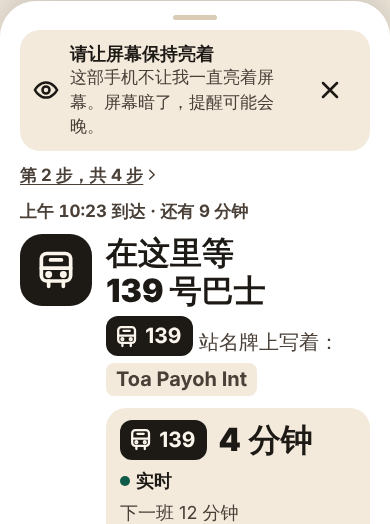 请让屏幕保持亮着
这部手机不让我一直亮着屏
幕。屏幕暗了，提醒可能会
晚。
第 2 步，共 4 步
上午 10:23 到达 · 还有 9 分钟
在这里等
139 号巴士
139 站名牌上写着：
Toa Payoh Int
139 4 分钟
实时
下一班 12 分钟